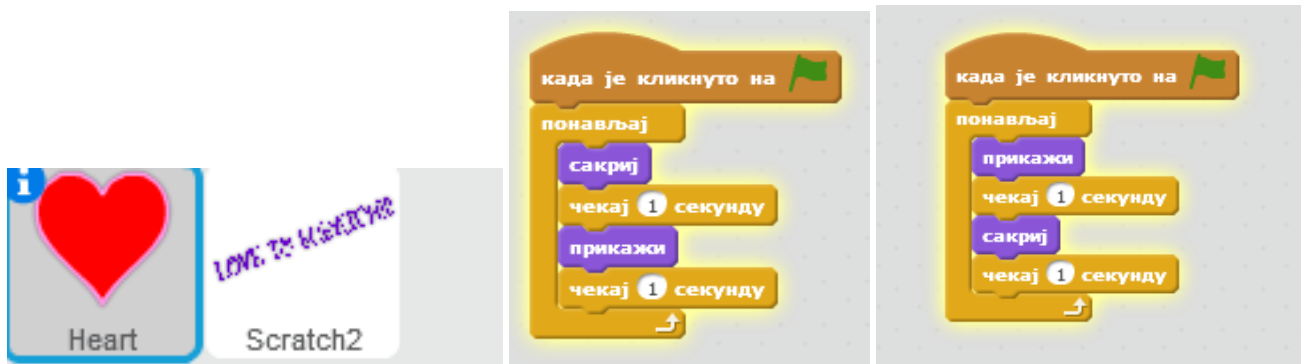 i
LOVE
Heart
Scratch2
када је кликнуто на
понављај
сакриј
чекај 1 секунду
прикажи
чекај 1 секунду
када је кликнуто на
понављај
прикажи
чекај 1 секунду
сакриј
чекај 1 секунду